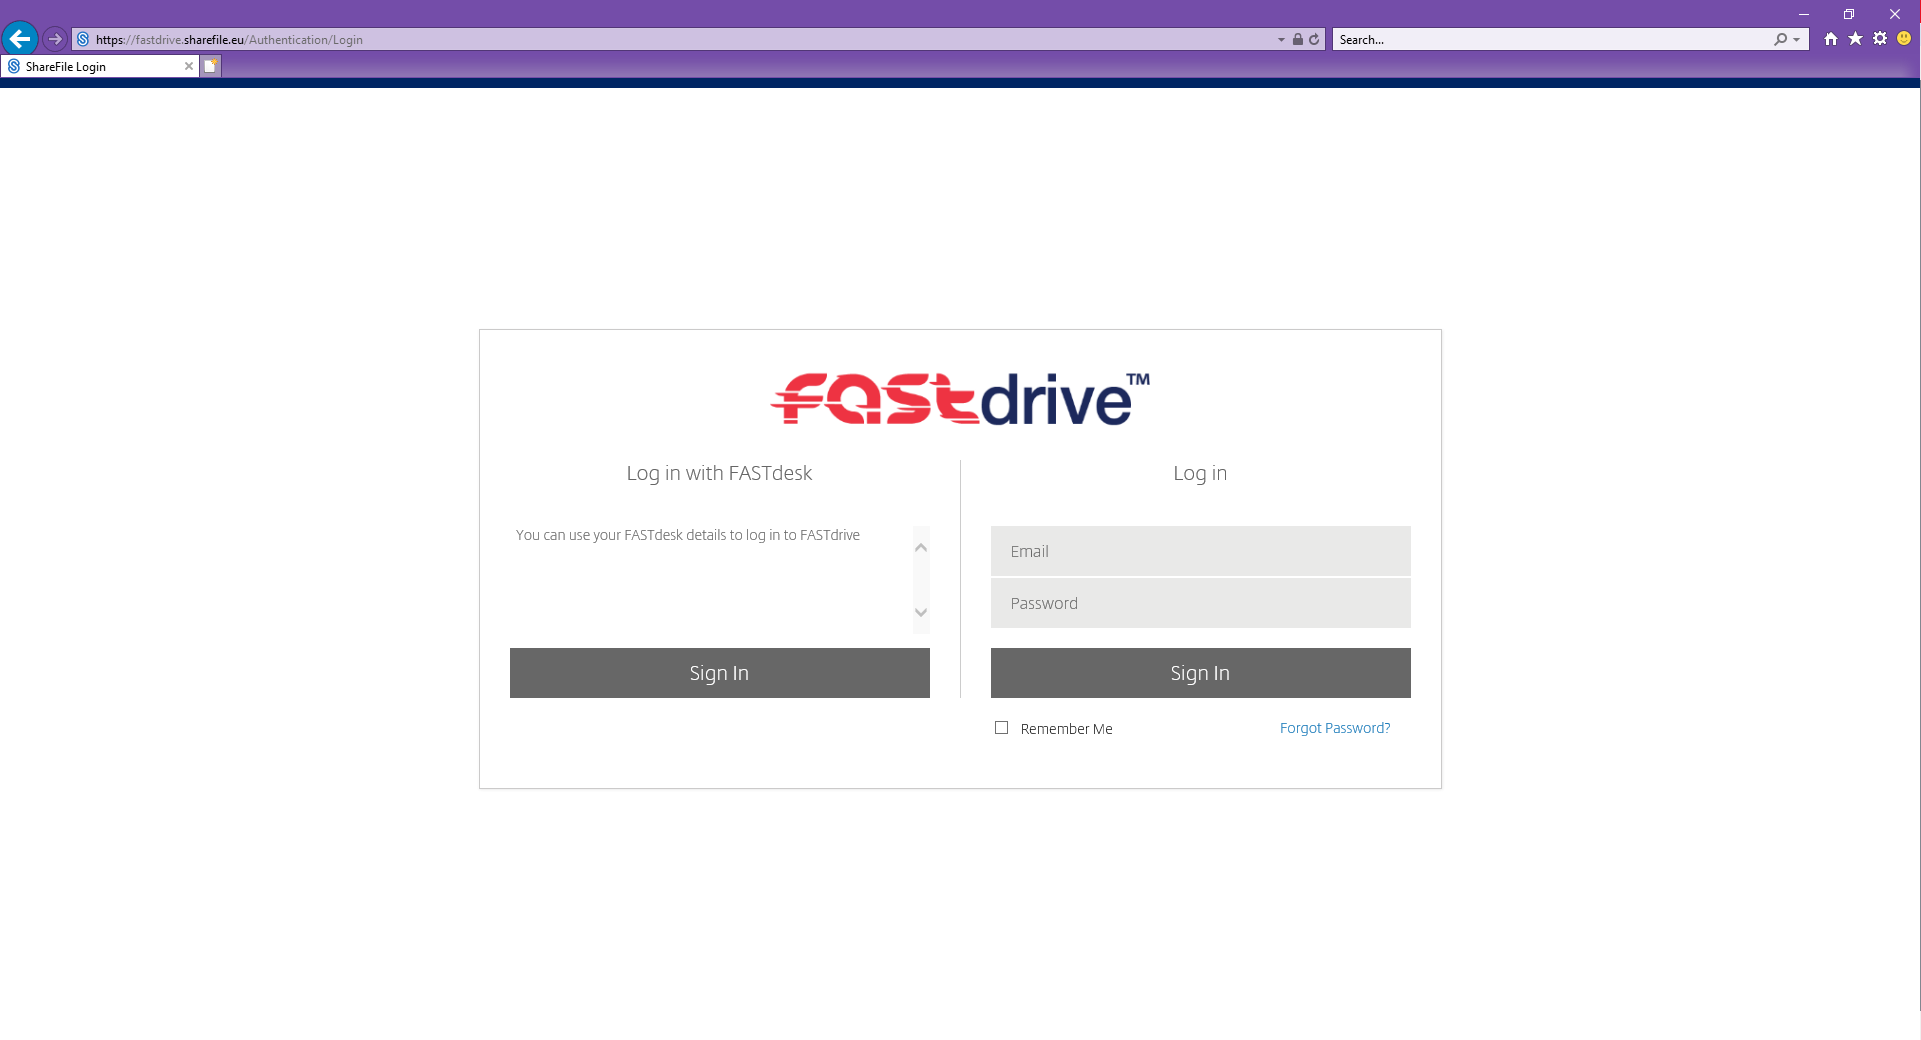 https://fastdrive.sharefile.eu/Authentication/Login
Search...
ShareFile Login
FASTdrive™
Log in with FASTdesk
You can use your FASTdesk details to log in to FASTdrive
Sign In
Log in
Email
Password
Sign In
Remember Me
Forgot Password?